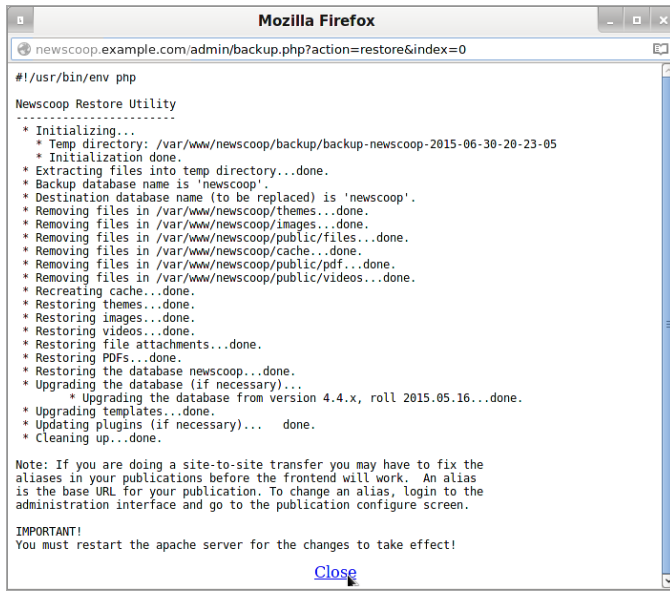 Mozilla Firefox
newscoop.example.com/admin/backup.php?action=restore&index=0
#!/usr/bin/env php
Newscoop Restore Utility
------------------------
* Initializing...
* Temp directory: /var/www/newscoop/backup/backup-newscoop-2015-06-30-20-23-05
* Initialization done.
* Extracting files into temp directory...done.
* Backup database name is 'newscoop'.
* Destination database name (to be replaced) is 'newscoop'.
* Removing files in /var/www/newscoop/themes...done.
* Removing files in /var/www/newscoop/images...done.
* Removing files in /var/www/newscoop/public/files...done.
* Removing files in /var/www/newscoop/cache...done.
* Removing files in /var/www/newscoop/public/pdf...done.
* Removing files in /var/www/newscoop/public/videos...done.
* Recreating cache...done.
* Restoring themes...done.
* Restoring images...done.
* Restoring videos...done.
* Restoring file attachments...done.
* Restoring PDFs...done.
* Restoring the database newscoop...done.
* Upgrading the database (if necessary)...
* Upgrading the database from version 4.4.x, roll 2015.05.16...done.
* Upgrading templates...done.
* Updating plugins (if necessary)...   done.
* Cleaning up...done.
Note: If you are doing a site-to-site transfer you may have to fix the
aliases in your publications before the frontend will work.  An alias
is the base URL for your publication. To change an alias, login to the
administration interface and go to the publication configure screen.
IMPORTANT!
You must restart the apache server for the changes to take effect!
Close